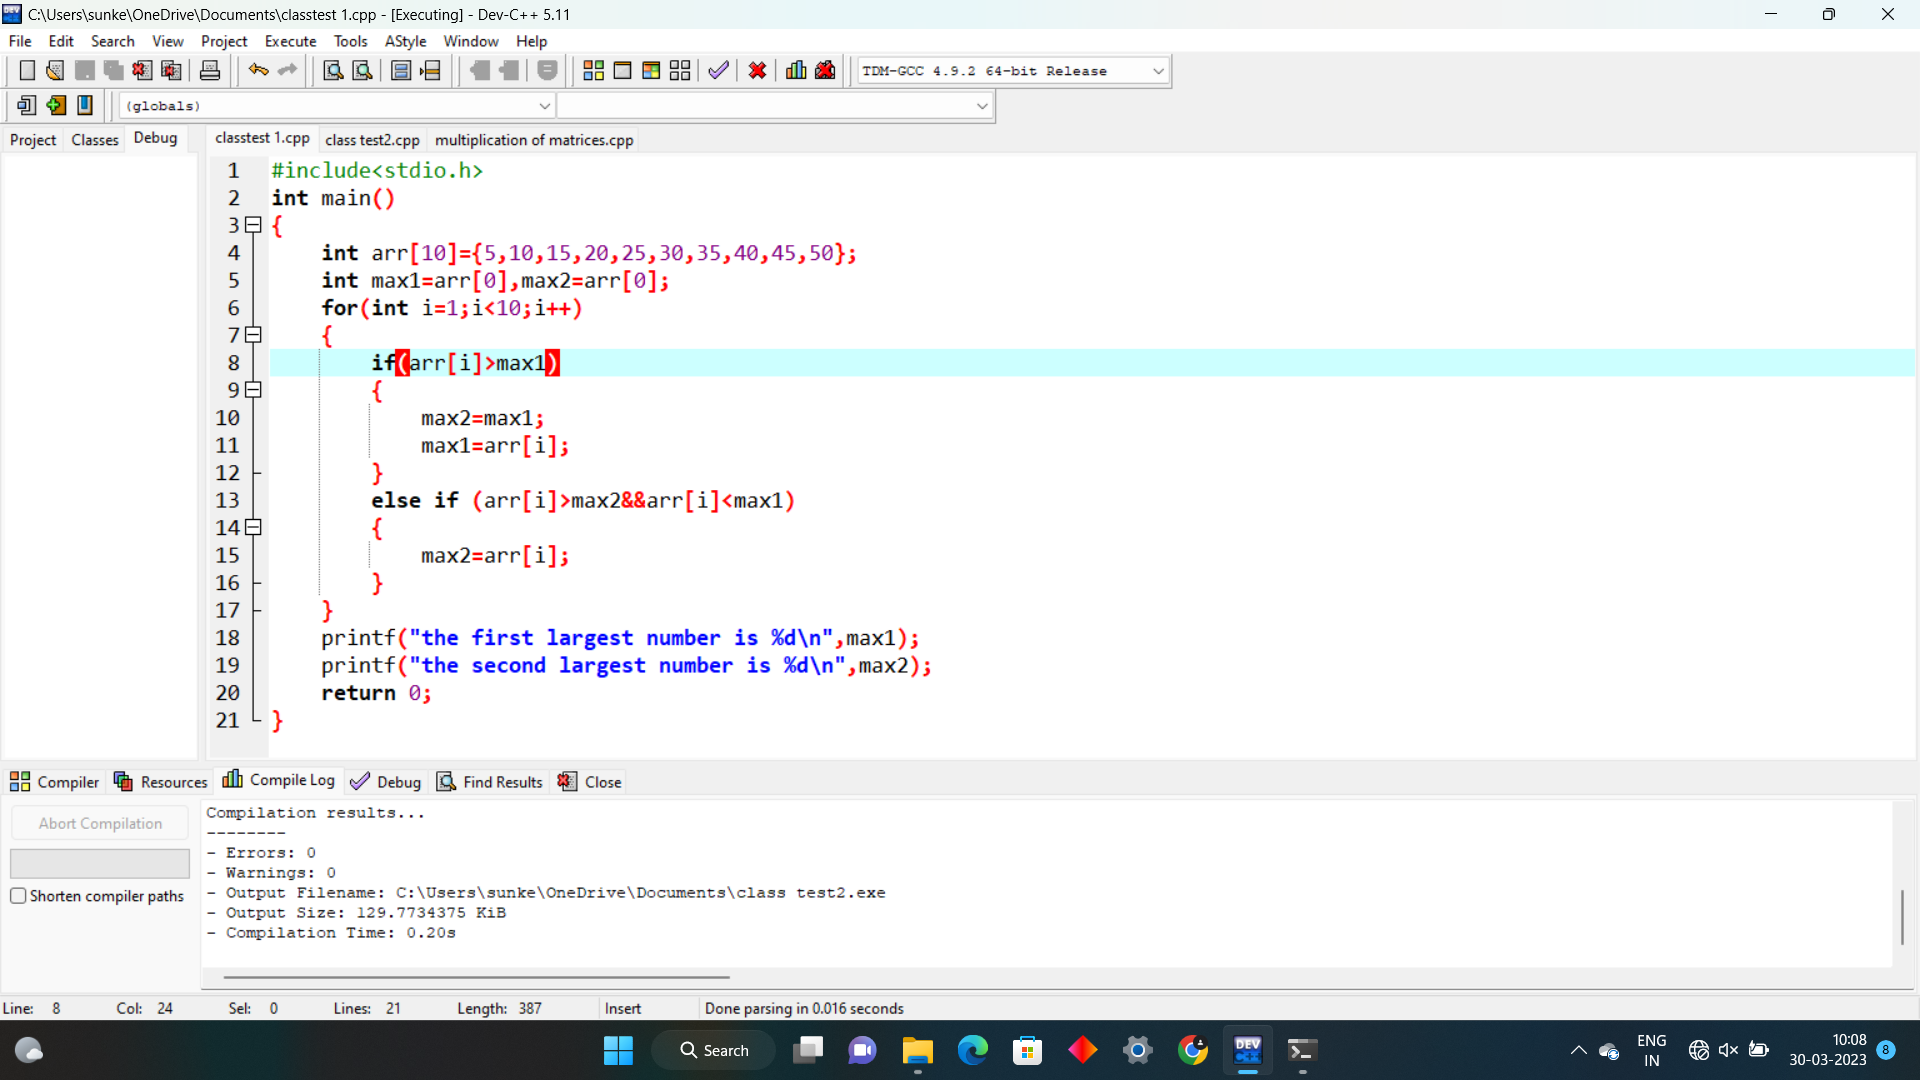 C:\Users\sunke\OneDrive\Documents\classtest 1.cpp - [Executing] - Dev-C++ 5.11
File Edit Search View Project Execute Tools AStyle Window Help
TDM-GCC 4.9.2 64-bit Release
(globals)
Project Classes Debug classtest 1.cpp class test2.cpp multiplication of matrices.cpp
1 #include<stdio.h>
2 int main()
3 {
4 int arr[10]={5,10,15,20,25,30,35,40,45,50};
5 int max1=arr[0],max2=arr[0];
6 for(int i=1;i<10;i++)
7 {
8 if(arr[i]>max1)
9 {
10 max2=max1;
11 max1=arr[i];
12 }
13 else if (arr[i]>max2&&arr[i]<max1)
14 {
15 max2=arr[i];
16 }
17 }
18 printf("the first largest number is %d\n",max1);
19 printf("the second largest number is %d\n",max2);
20 return 0;
21 }
Compiler Resources Compile Log Debug Find Results Close
Abort Compilation
Shorten compiler paths
Compilation results...
--------
- Errors: 0
- Warnings: 0
- Output Filename: C:\Users\sunke\OneDrive\Documents\class test2.exe
- Output Size: 129.7734375 KiB
- Compilation Time: 0.20s
Line: 8 Col: 24 Sel: 0 Lines: 21 Length: 387 Insert Done parsing in 0.016 seconds
Search
DEV
C++
ENG
IN
10:08
30-03-2023
8